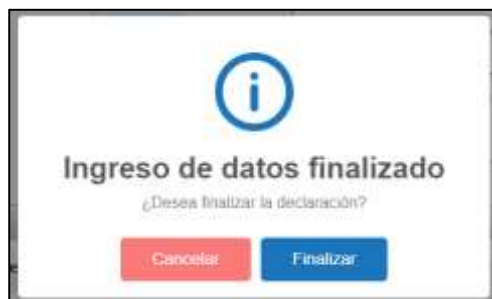 Ingreso de datos finalizado
¿Desea finalizar la declaración?
Cancelar
Finalizar